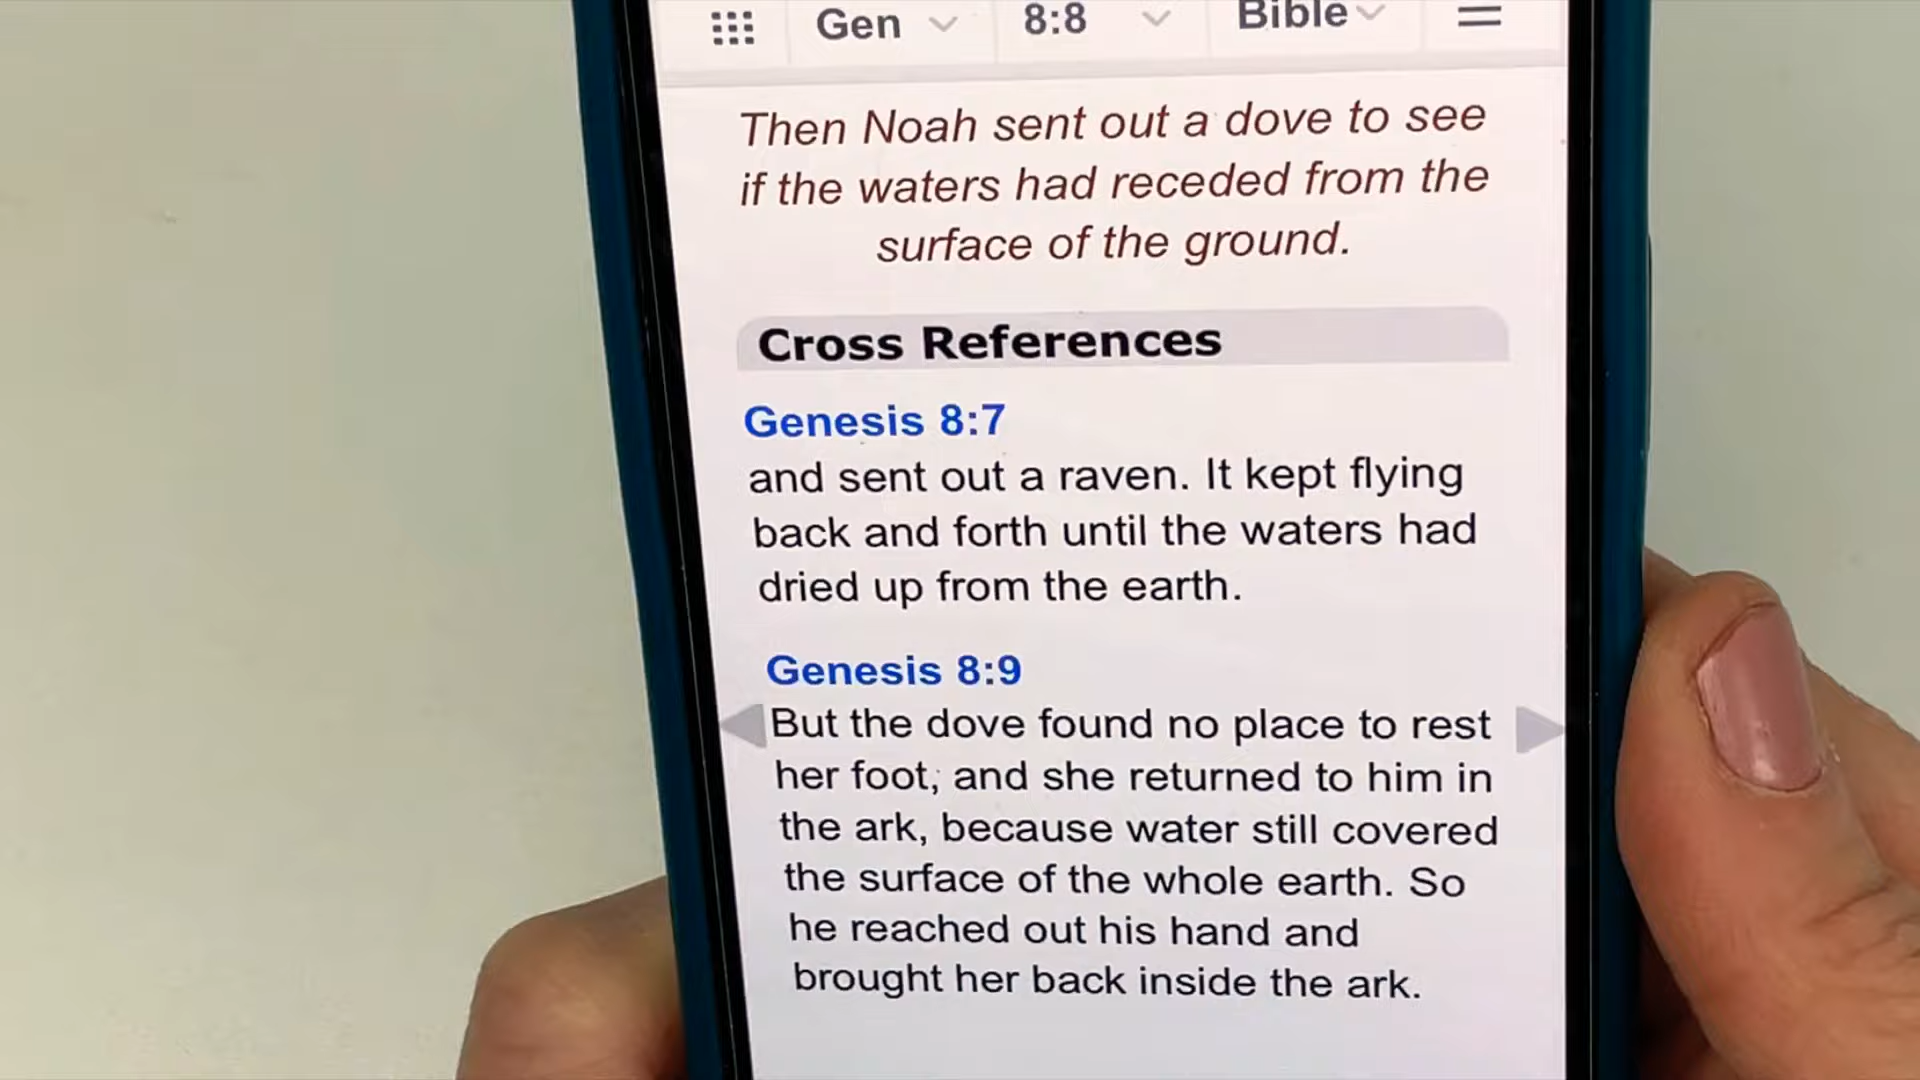 Gen 8:8 Bible
Then Noah sent out a dove to see
if the waters had receded from the
surface of the ground.
Cross References
Genesis 8:7
and sent out a raven. It kept flying
back and forth until the waters had
dried up from the earth.
Genesis 8:9
But the dove found no place to rest
her foot, and she returned to him in
the ark, because water still covered
the surface of the whole earth. So
he reached out his hand and
brought her back inside the ark.